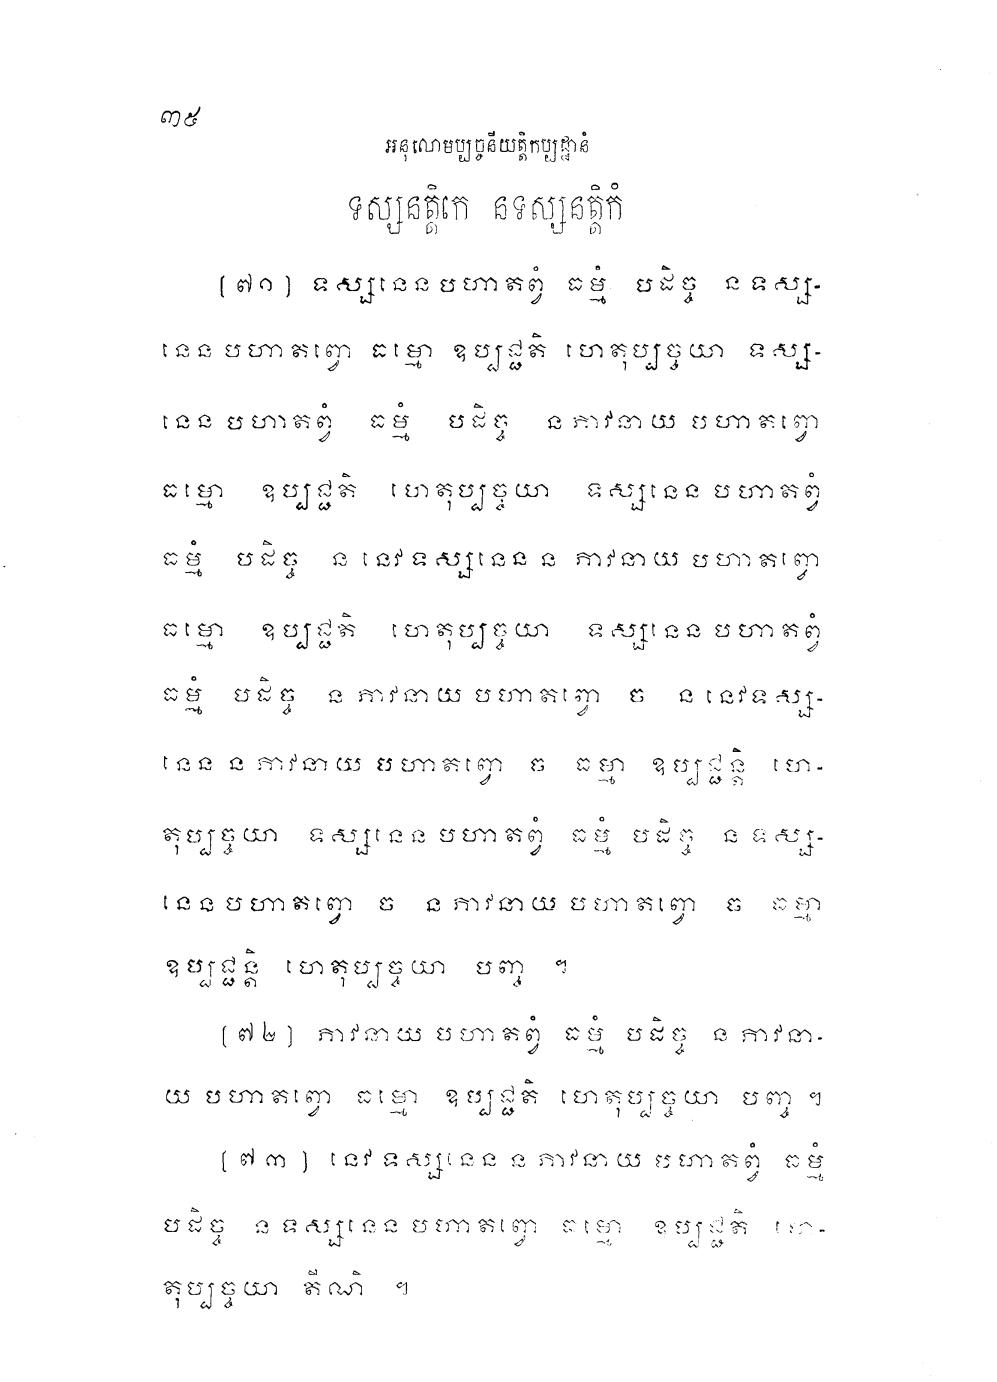 ៣៥
អនុលោមប្បច្ចនីយត្តិកប្បដ្ឋានំ
ទស្សនត្តិកេ នទស្សនត្តិកំ
(៧១) ទស្សនេនបហាតព្វំ ធម្មំ បដិច្ច នទស្ស-
នេនបហាតព្វោ ធម្មោ ឧប្បជ្ជតិ ហេតុប្បច្ចយា ទស្ស-
នេនបហាតព្វំ ធម្មំ បដិច្ច នភាវនាយបហាតព្វោ
ធម្មោ ឧប្បជ្ជតិ ហេតុប្បច្ចយា ទស្សនេនបហាតព្វំ
ធម្មំ បដិច្ច ននេវទស្សនេនន ភាវនាយបហាតព្វោ
ធម្មោ ឧប្បជ្ជតិ ហេតុប្បច្ចយា ទស្សនេនបហាតព្វំ
ធម្មំ បដិច្ច នភាវនាយបហាតព្វោ ច ននេវទស្ស-
នេនន ភាវនាយបហាតព្វោ ច ធម្មា ឧប្បជ្ជន្តិ ហេ-
តុប្បច្ចយា ទស្សនេនបហាតព្វំ ធម្មំ បដិច្ច នទស្ស-
នេនបហាតព្វោ ច នភាវនាយបហាតព្វោ ច ធម្មា
ឧប្បជ្ជន្តិ ហេតុប្បច្ចយា បញ្ច ។
(៧២) ភាវនាយបហាតព្វំ ធម្មំ បដិច្ច នភាវនា-
យបហាតព្វោ ធម្មោ ឧប្បជ្ជតិ ហេតុប្បច្ចយា បញ្ច ។
(៧៣) នេវទស្សនេនន ភាវនាយបហាតព្វំ ធម្មំ
បដិច្ច នទស្សនេនបហាតព្វោ ធម្មោ ឧប្បជ្ជតិ ហេ-
តុប្បច្ចយា តីណិ ។